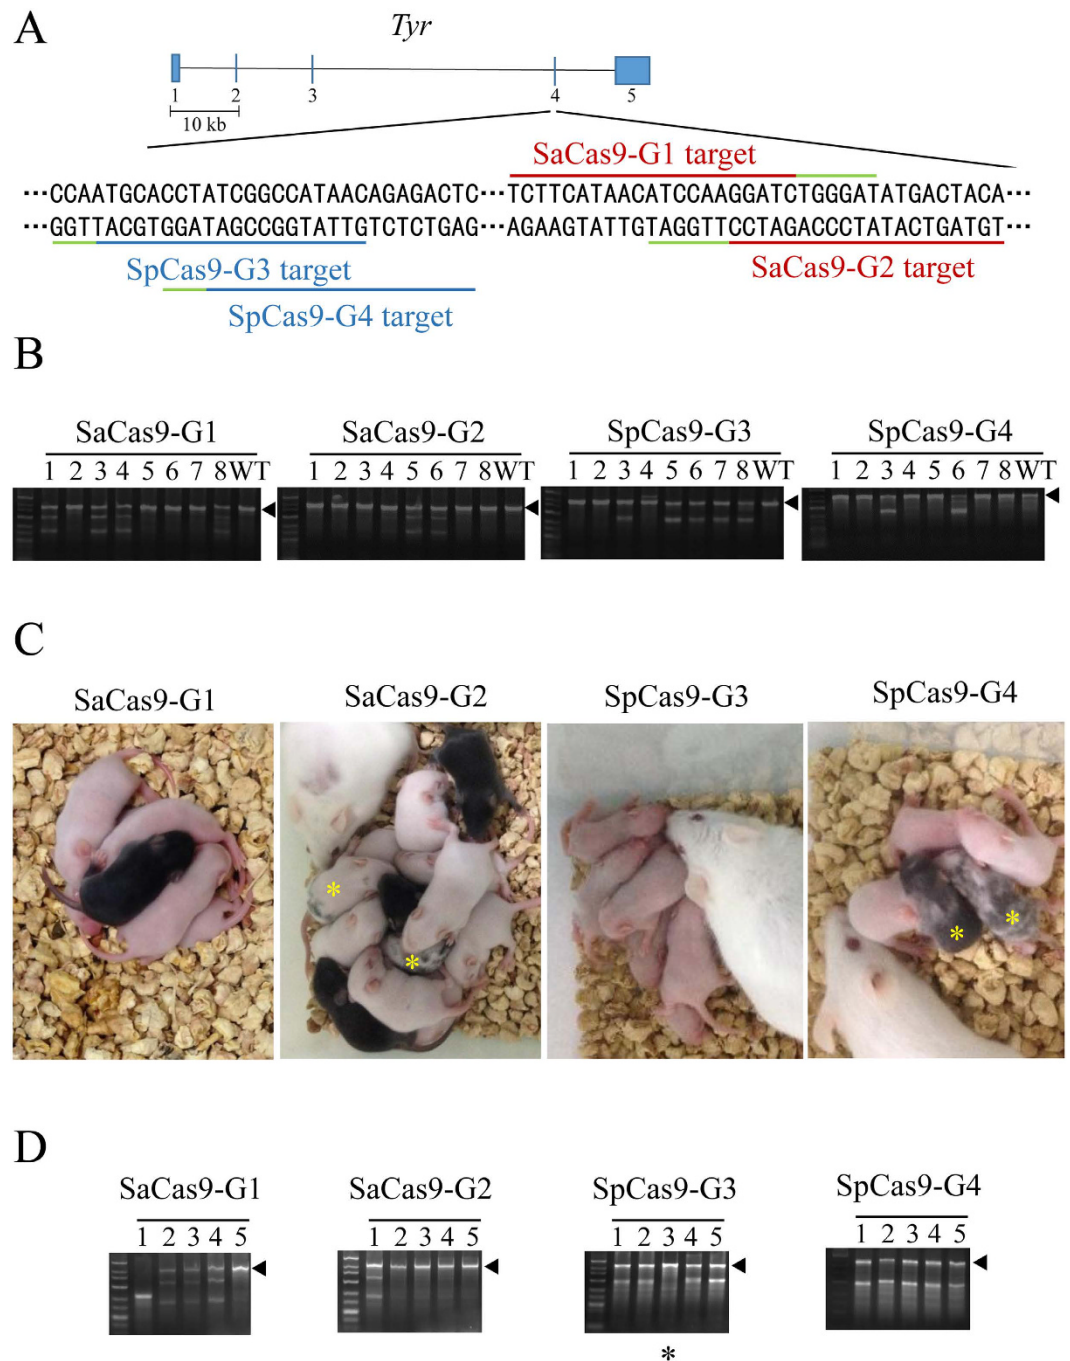 A
Tyr
1 2 3 4 5
10 kb
SaCas9-G1 target
···CCAATGCACCTATCGGCCATAACAGAGACTC···TCTTCATAACATCCAAGGATCTGGGATATGACTACA···
···GGTTACGTGGATAGCCGGTATTGTCTCTGAG···AGAAGTATTGTAGGTTCCTAGACCCTATACTGATGT···
SpCas9-G3 target
SaCas9-G2 target
SpCas9-G4 target
B
SaCas9-G1 SaCas9-G2 SpCas9-G3 SpCas9-G4
1 2 3 4 5 6 7 8 WT 1 2 3 4 5 6 7 8 WT 1 2 3 4 5 6 7 8 WT 1 2 3 4 5 6 7 8 WT
C
SaCas9-G1 SaCas9-G2 SpCas9-G3 SpCas9-G4
* * * *
D
SaCas9-G1 SaCas9-G2 SpCas9-G3 SpCas9-G4
1 2 3 4 5 1 2 3 4 5 1 2 3 4 5 1 2 3 4 5
*